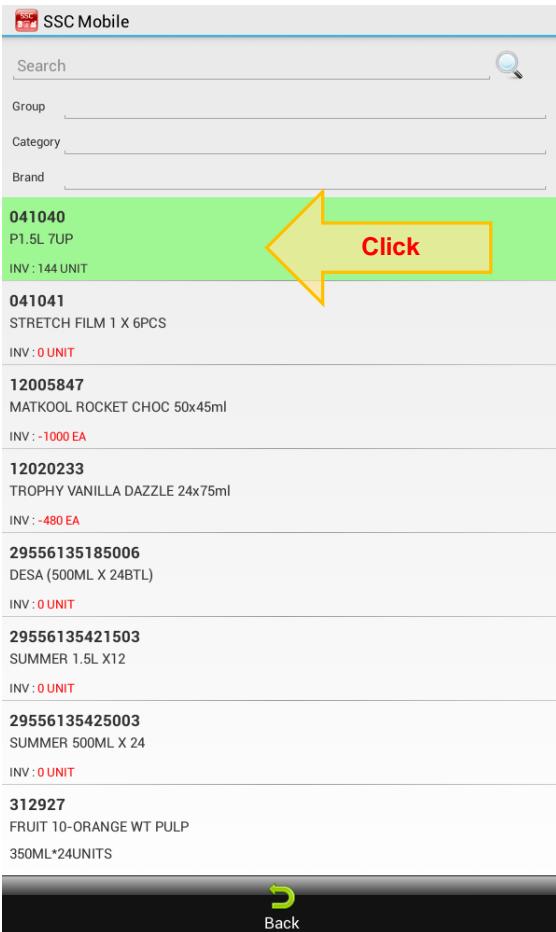 SSC Mobile
Search
Group
Category
Brand
041040
P1.5L 7UP
INV : 144 UNIT
Click
041041
STRETCH FILM 1 X 6PCS
INV : 0 UNIT
12005847
MATKOOL ROCKET CHOC 50x45ml
INV : -1000 EA
12020233
TROPHY VANILLA DAZZLE 24x75ml
INV : -480 EA
29556135185006
DESA (500ML X 24BTL)
INV : 0 UNIT
29556135421503
SUMMER 1.5L X12
INV : 0 UNIT
29556135425003
SUMMER 500ML X 24
INV : 0 UNIT
312927
FRUIT 10-ORANGE WT PULP
350ML*24UNITS
Back